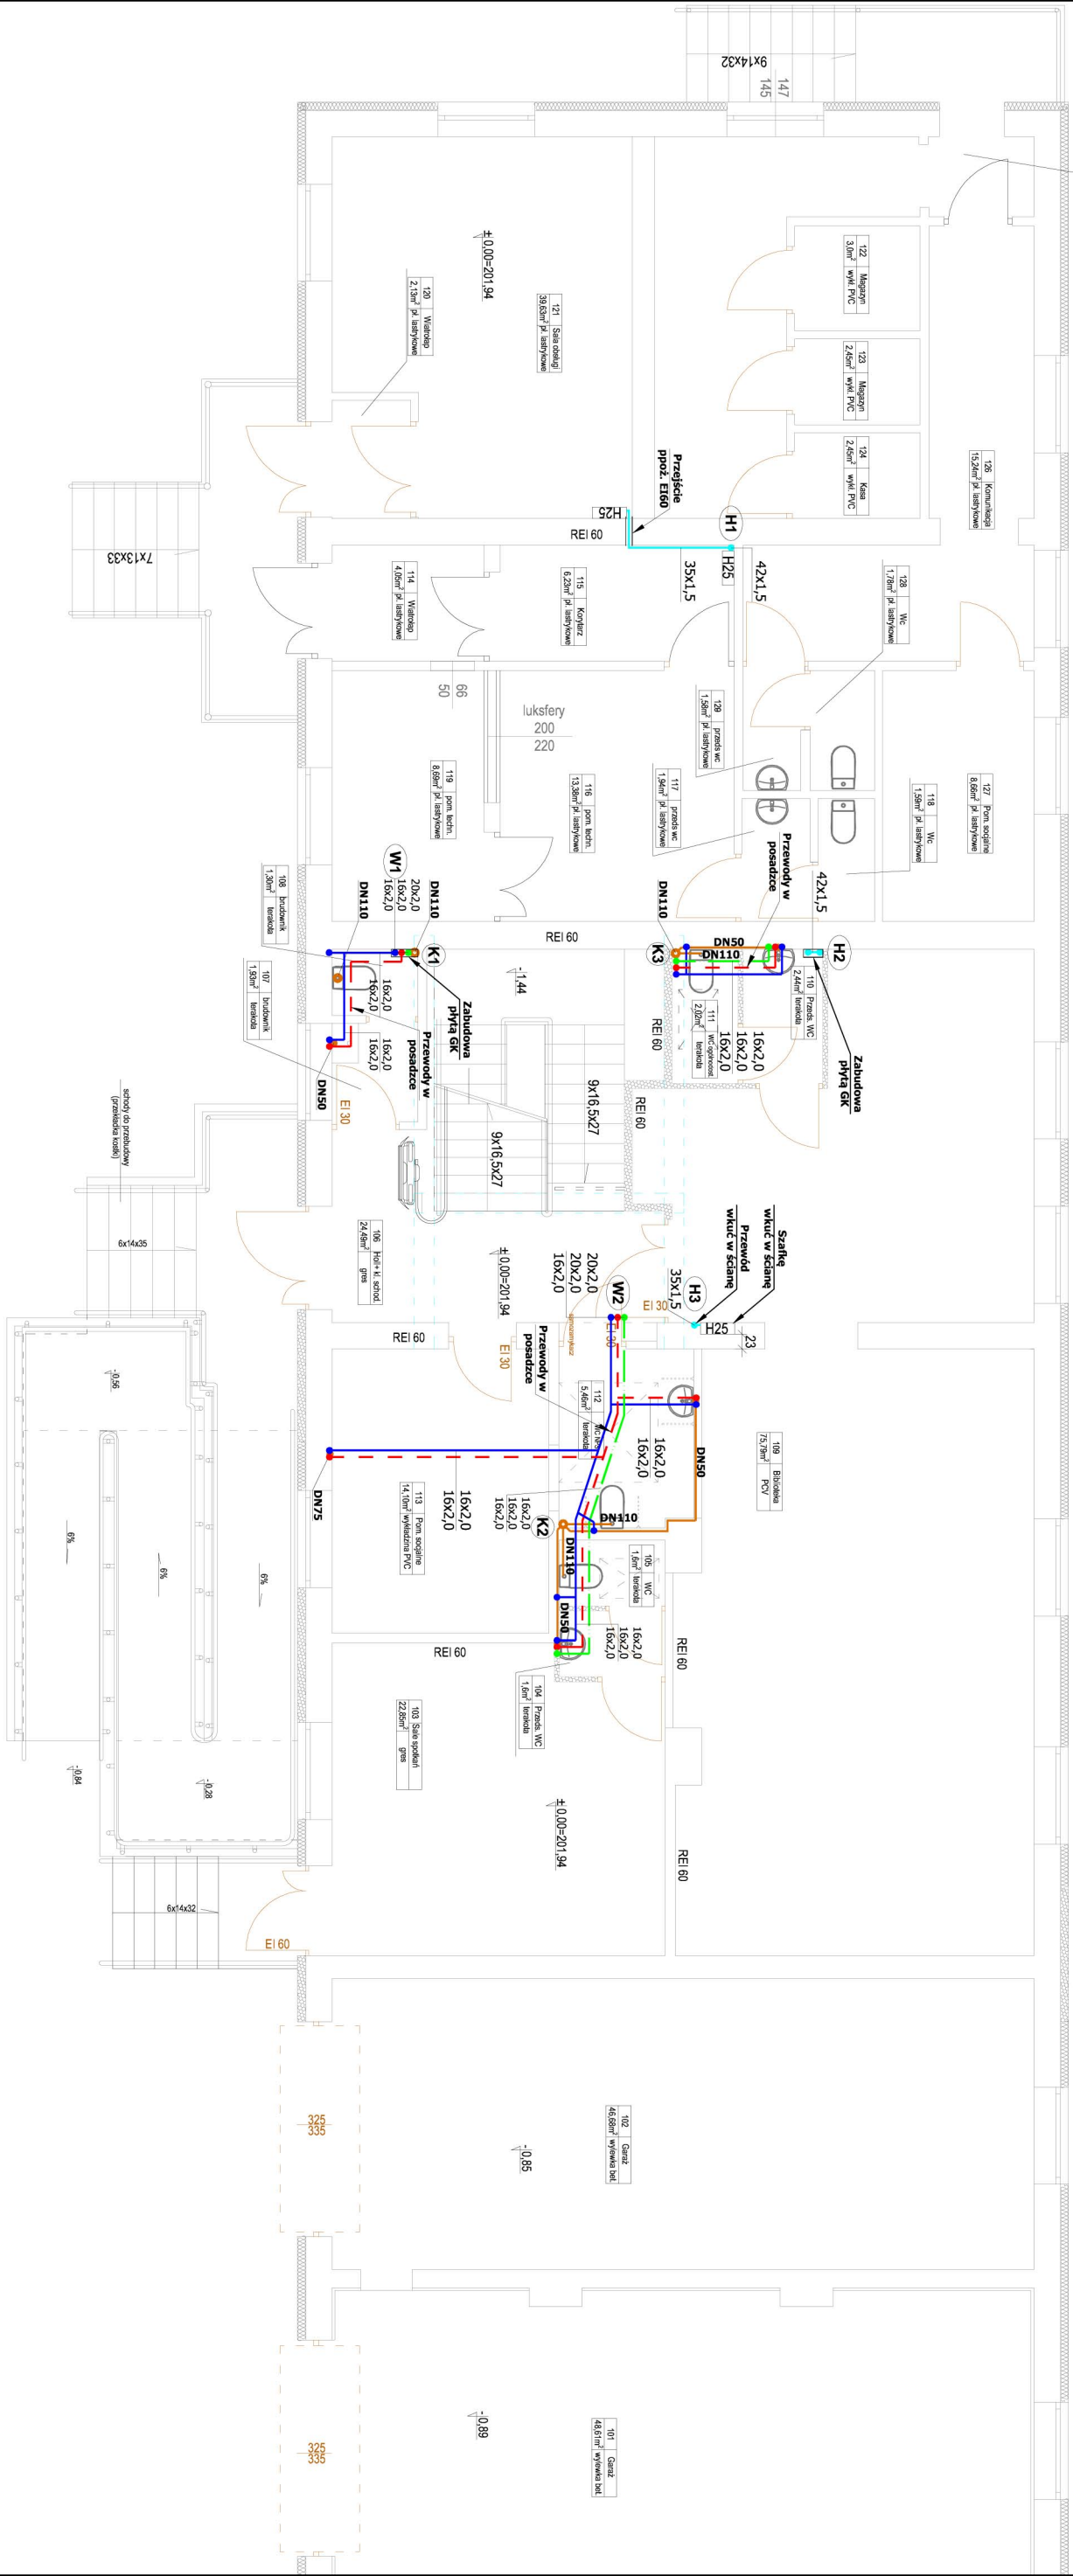 9x14x32
147
145
122 Magazyn
3,0m² wykł. PVC
123 Magazyn
2,45m² wykł. PVC
124 Kasa
2,45m² wykł. PVC
126 Komunikacja
15,24m² pł. lastrykowe
±0,00=201,94
121 Sala obsługi
39,63m² pł. lastrykowe
120 Wiatrołap
2,13m² pł. lastrykowe
Przejście
ppoż. EI60
H25
REI 60
H1
H25
42x1,5
35x1,5
7x13x33
114 Wiatrołap
4,05m² pł. lastrykowe
115 Korytarz
6,23m² pł. lastrykowe
128 Wc
1,78m² pł. lastrykowe
66
50
luksfery
200
220
129 przeds wc
1,58m² pł. lastrykowe
117 przeds wc
1,94m² pł. lastrykowe
118 Wc
1,59m² pł. lastrykowe
127 Pom. socjalne
8,66m² pł. lastrykowe
119 pom. techn.
8,69m² pł. lastrykowe
116 pom. techn.
13,38m² pł. lastrykowe
Przewody w
posadzce
42x1,5
W1
20x2,0
16x2,0
16x2,0
DN110
DN110
108 brudownik
1,30m² terakota
107 brudownik
1,93m² terakota
K1
REI 60
-1,44
DN110
K3
DN50
DN110
H2
110 Przeds. WC
2,44m² terakota
111 WC ogólnodost.
2,02m² terakota
Zabudowa
płytą GK
16x2,0
16x2,0
16x2,0
16x2,0
16x2,0
16x2,0
16x2,0
Zabudowa
płytą GK
Przewody w
posadzce
DN50
EI 30
REI 60
REI 60
9x16,5x27
9x16,5x27
schody do przebudowy
(przekładka kostki)
6x14x35
106 Holl+ kl. schod.
24,49m² gres
±0,00=201,94
20x2,0
20x2,0
16x2,0
W2
samozamykacz
EI 30
EI 30
35x1,5
H3
Przewód
wkuć w ścianę
Szafkę
wkuć w ścianę
H25
23
REI 60
EI 30
Przewody w
posadzce
112 WC NPS.
5,46m² terakota
16x2,0
16x2,0
DN50
109 Biblioteka
75,79m² PCV
-0,56
DN75
16x2,0
16x2,0
113 Pom. socjalne
14,10m² wykładzina PVC
16x2,0
16x2,0
16x2,0
K2
DN110
DN110
DN50
105 WC
1,6m² terakota
16x2,0
16x2,0
16x2,0
6%
6%
6%
REI 60
REI 60
104 Przeds. WC
1,6m² terakota
103 Sale spotkań
22,85m² gres
-0,84
-0,28
±0,00=201,94
REI 60
6x14x32
EI 60
325
335
-0,85
102 Garaż
46,68m² wylewka bet.
325
335
-0,89
101 Garaż
48,61m² wylewka bet.